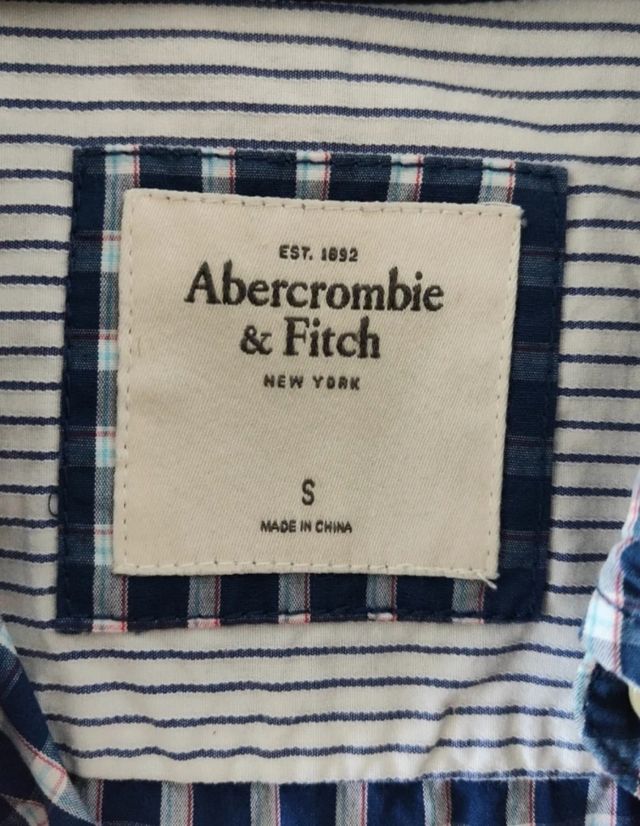 EST. 1892
Abercrombie
& Fitch
NEW YORK
S
MADE IN CHINA